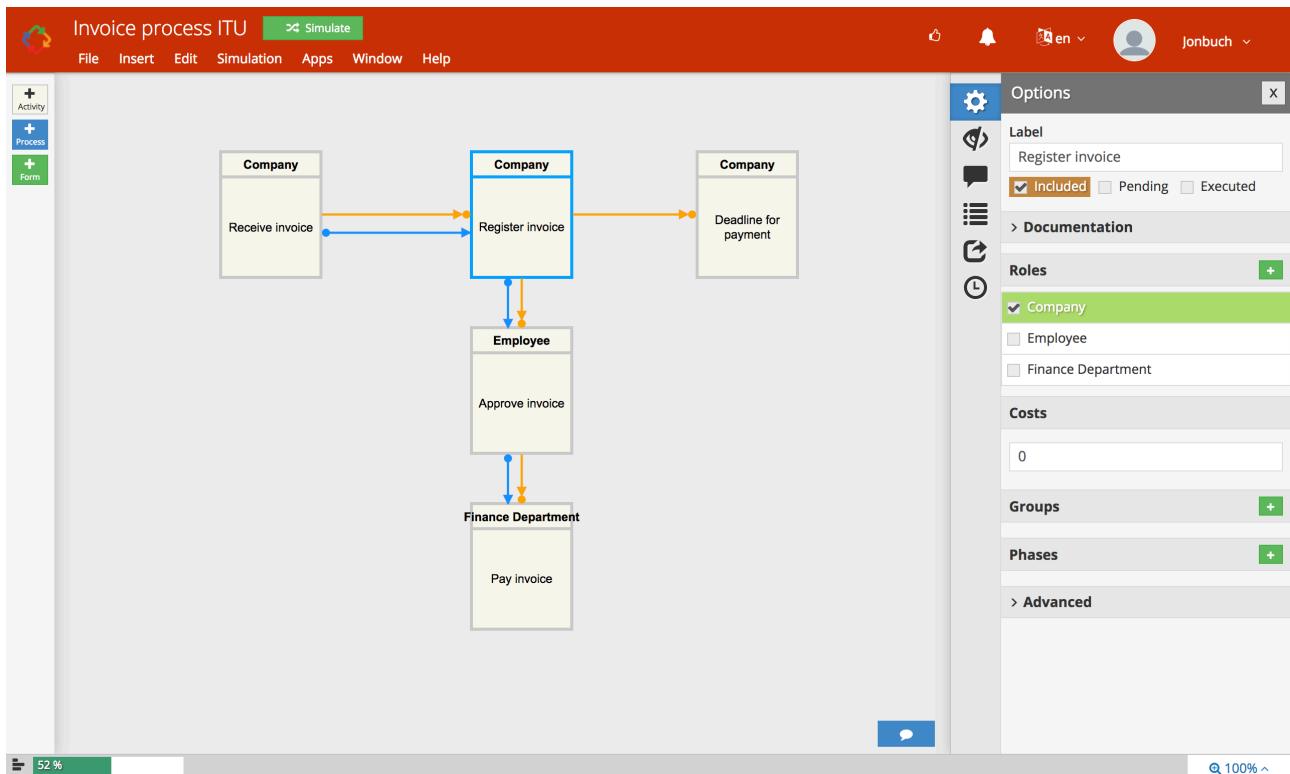 Invoice process ITU
Simulate
en
Jonbuch
File Insert Edit Simulation Apps Window Help
Activity
Process
Form
Company
Receive invoice
Company
Register invoice
Company
Deadline for
payment
Employee
Approve invoice
Finance Department
Pay invoice
Options
X
Label
Register invoice
Included Pending Executed
> Documentation
Roles
+
Company
Employee
Finance Department
Costs
0
Groups
+
Phases
+
> Advanced
52 %
100%